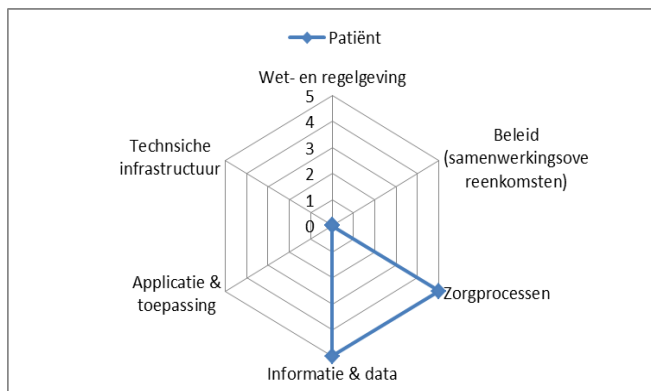 Patiënt
Wet- en regelgeving
5
4
3
2
1
0
Beleid
(samenwerkingsove
reenkomsten)
Zorgprocessen
Informatie & data
Applicatie &
toepassing
Technsiche
infrastructuur